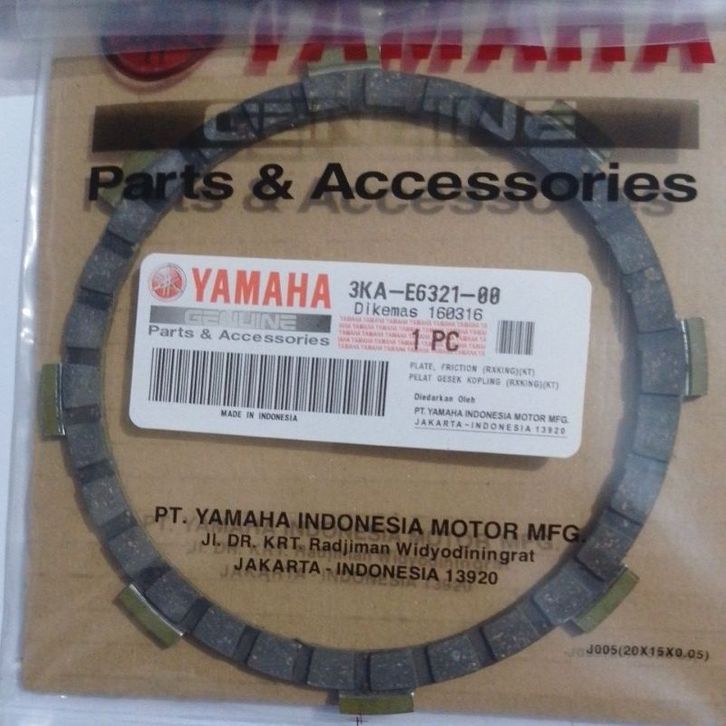 YAMAHA
GENUINE
Parts & Accessories
YAMAHA
GENUINE
Parts & Accessories
3KA-E6321-00
Dikemas 160316
1 PC
PLATE, FRICTION (RXKING)(KT)
PELAT GESEK KOPLING (RXKING)(KT)
Diedarkan Oleh
PT. YAMAHA INDONESIA MOTOR MFG.
JAKARTA-INDONESIA 13920
MADE IN INDONESIA
PT. YAMAHA INDONESIA MOTOR MFG.
Jl. DR. KRT. Radjiman Widyodiningrat
JAKARTA - INDONESIA 13920
J005(20X15X0.05)